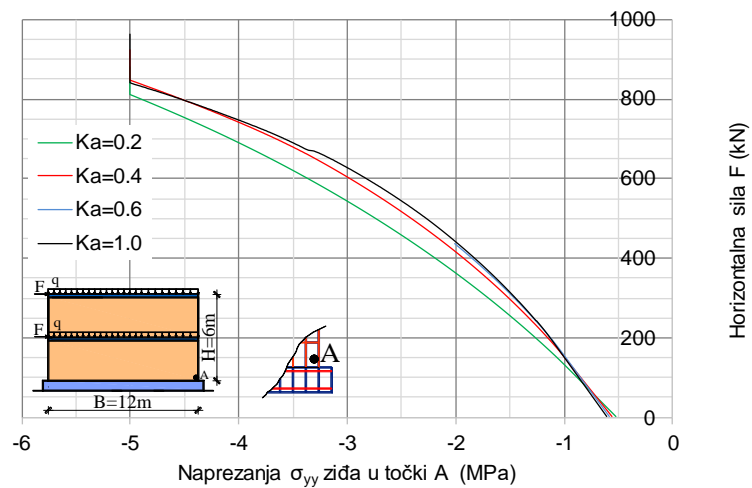 1000
800
600
400
200
0
Horizontalna sila F (kN)
Ka=0.2
Ka=0.4
Ka=0.6
Ka=1.0
q
F
q
F
A
H=6m
B=12m
A
-6
-5
-4
-3
-2
-1
0
Naprezanja σyy ziđa u točki A (MPa)